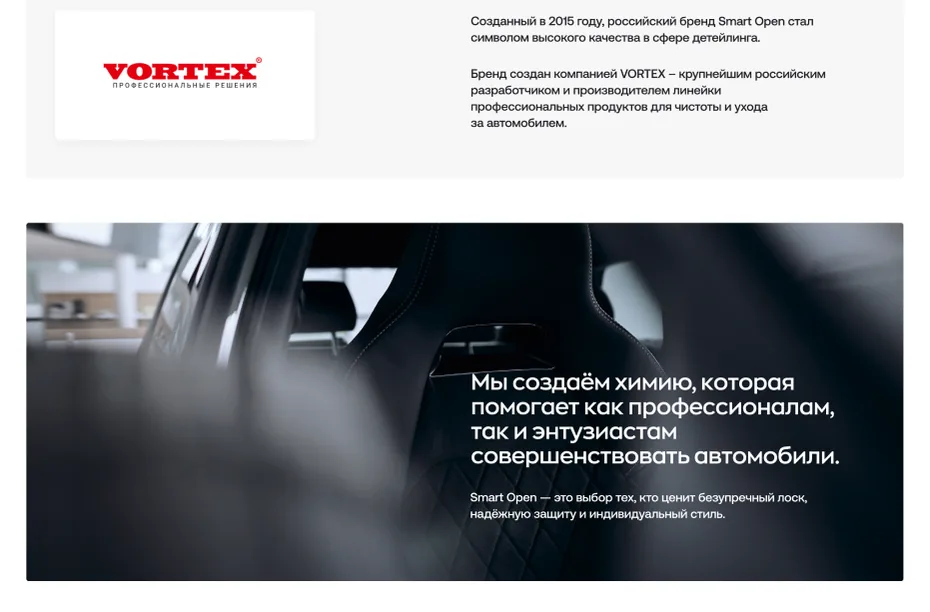 VORTEX®
ПРОФЕССИОНАЛЬНЫЕ РЕШЕНИЯ
Созданный в 2015 году, российский бренд Smart Open стал
символом высокого качества в сфере детейлинга.
Бренд создан компанией VORTEX – крупнейшим российским
разработчиком и производителем линейки
профессиональных продуктов для чистоты и ухода
за автомобилем.
Мы создаём химию, которая
помогает как профессионалам,
так и энтузиастам
совершенствовать автомобили.
Smart Open — это выбор тех, кто ценит безупречный лоск,
надёжную защиту и индивидуальный стиль.